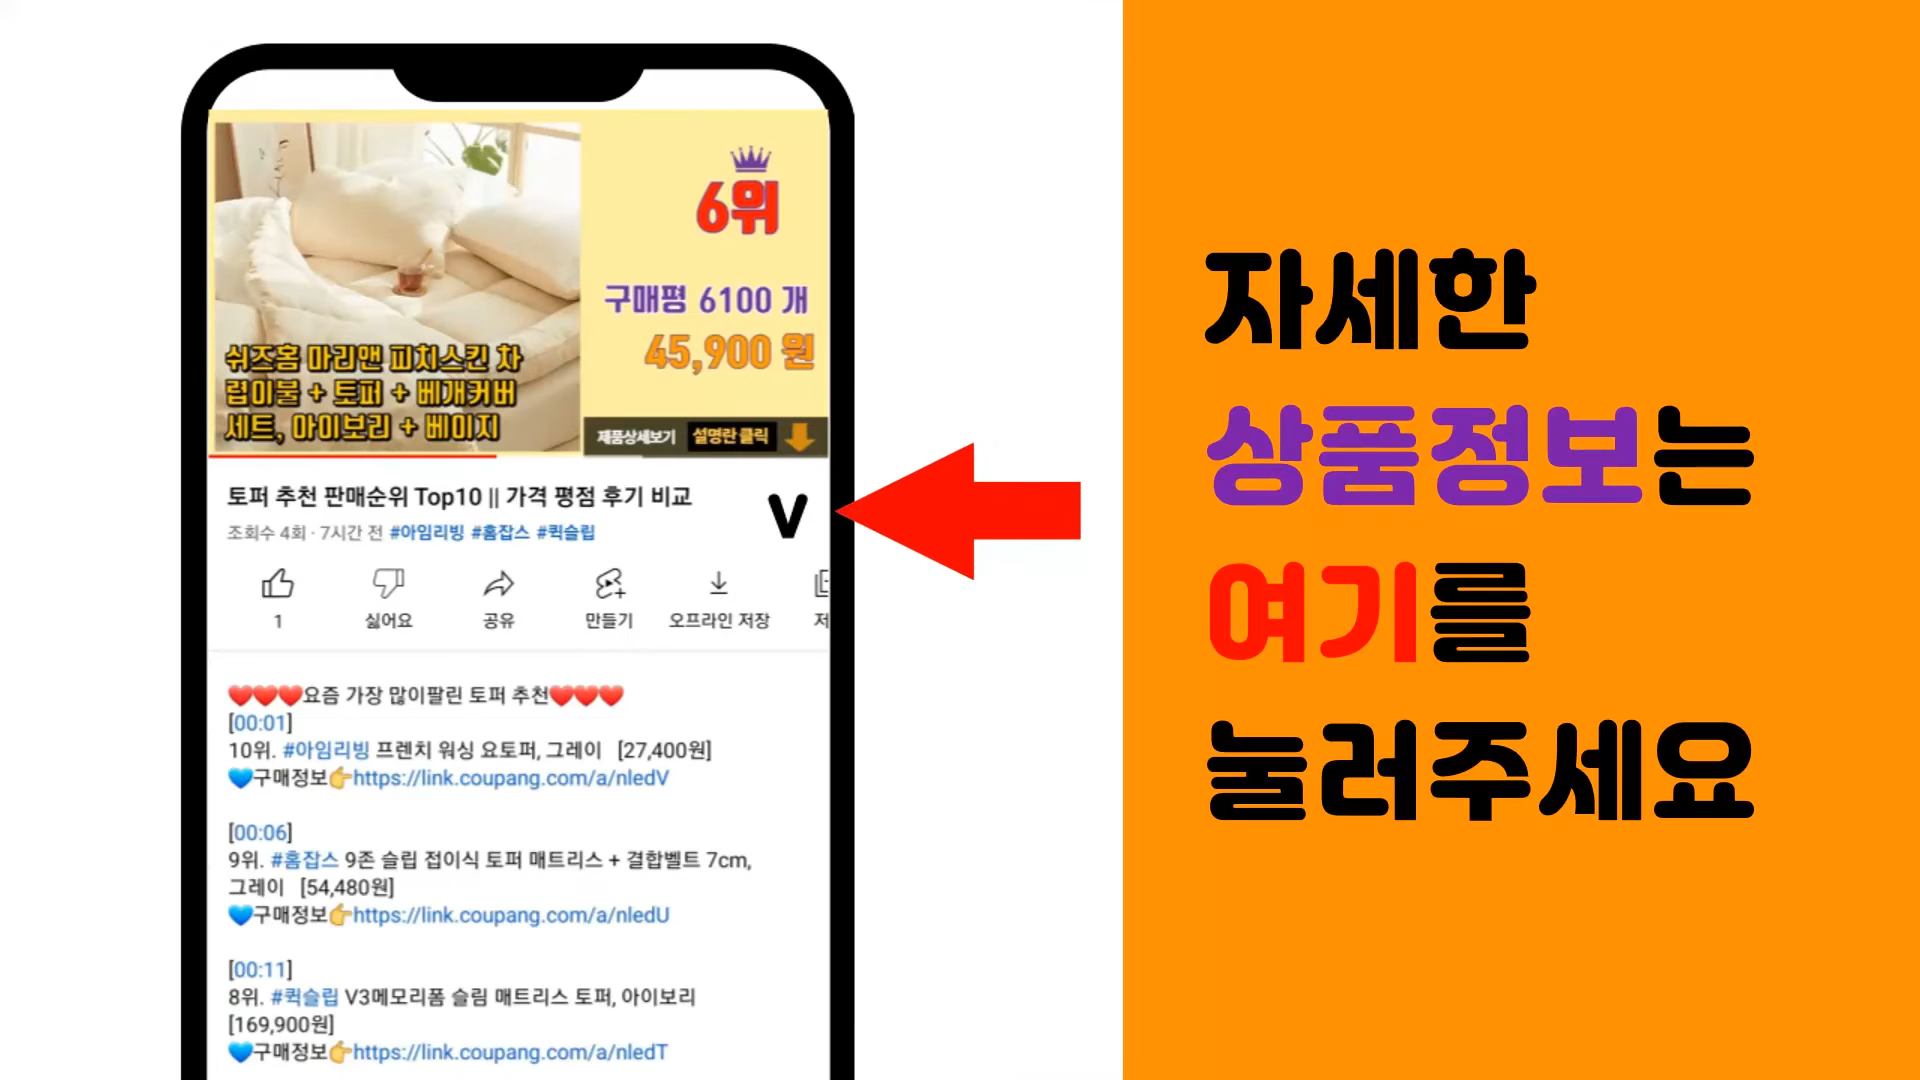 6위
구매평 6100 개
45,900 원
쉬즈홈 마리앤 피치스킨 차
렵이불 + 토퍼 + 베개커버
세트, 아이보리 + 베이지
제품상세보기 설명란 클릭
토퍼 추천 판매순위 Top10 || 가격 평점 후기 비교
V
조회수 4회 · 7시간 전 #아임리빙 #홈잡스 #퀵슬립
1 싫어요 공유 만들기 오프라인 저장 저
❤️❤️❤️요즘 가장 많이팔린 토퍼 추천❤️❤️❤️
[00:01]
10위. #아임리빙 프렌치 워싱 요토퍼, 그레이 [27,400원]
💙구매정보👉https://link.coupang.com/a/nledV
[00:06]
9위. #홈잡스 9존 슬립 접이식 토퍼 매트리스 + 결합벨트 7cm,
그레이 [54,480원]
💙구매정보👉https://link.coupang.com/a/nledU
[00:11]
8위. #퀵슬립 V3메모리폼 슬림 매트리스 토퍼, 아이보리
[169,900원]
💙구매정보👉https://link.coupang.com/a/nledT
자세한
상품정보는
여기를
눌러주세요